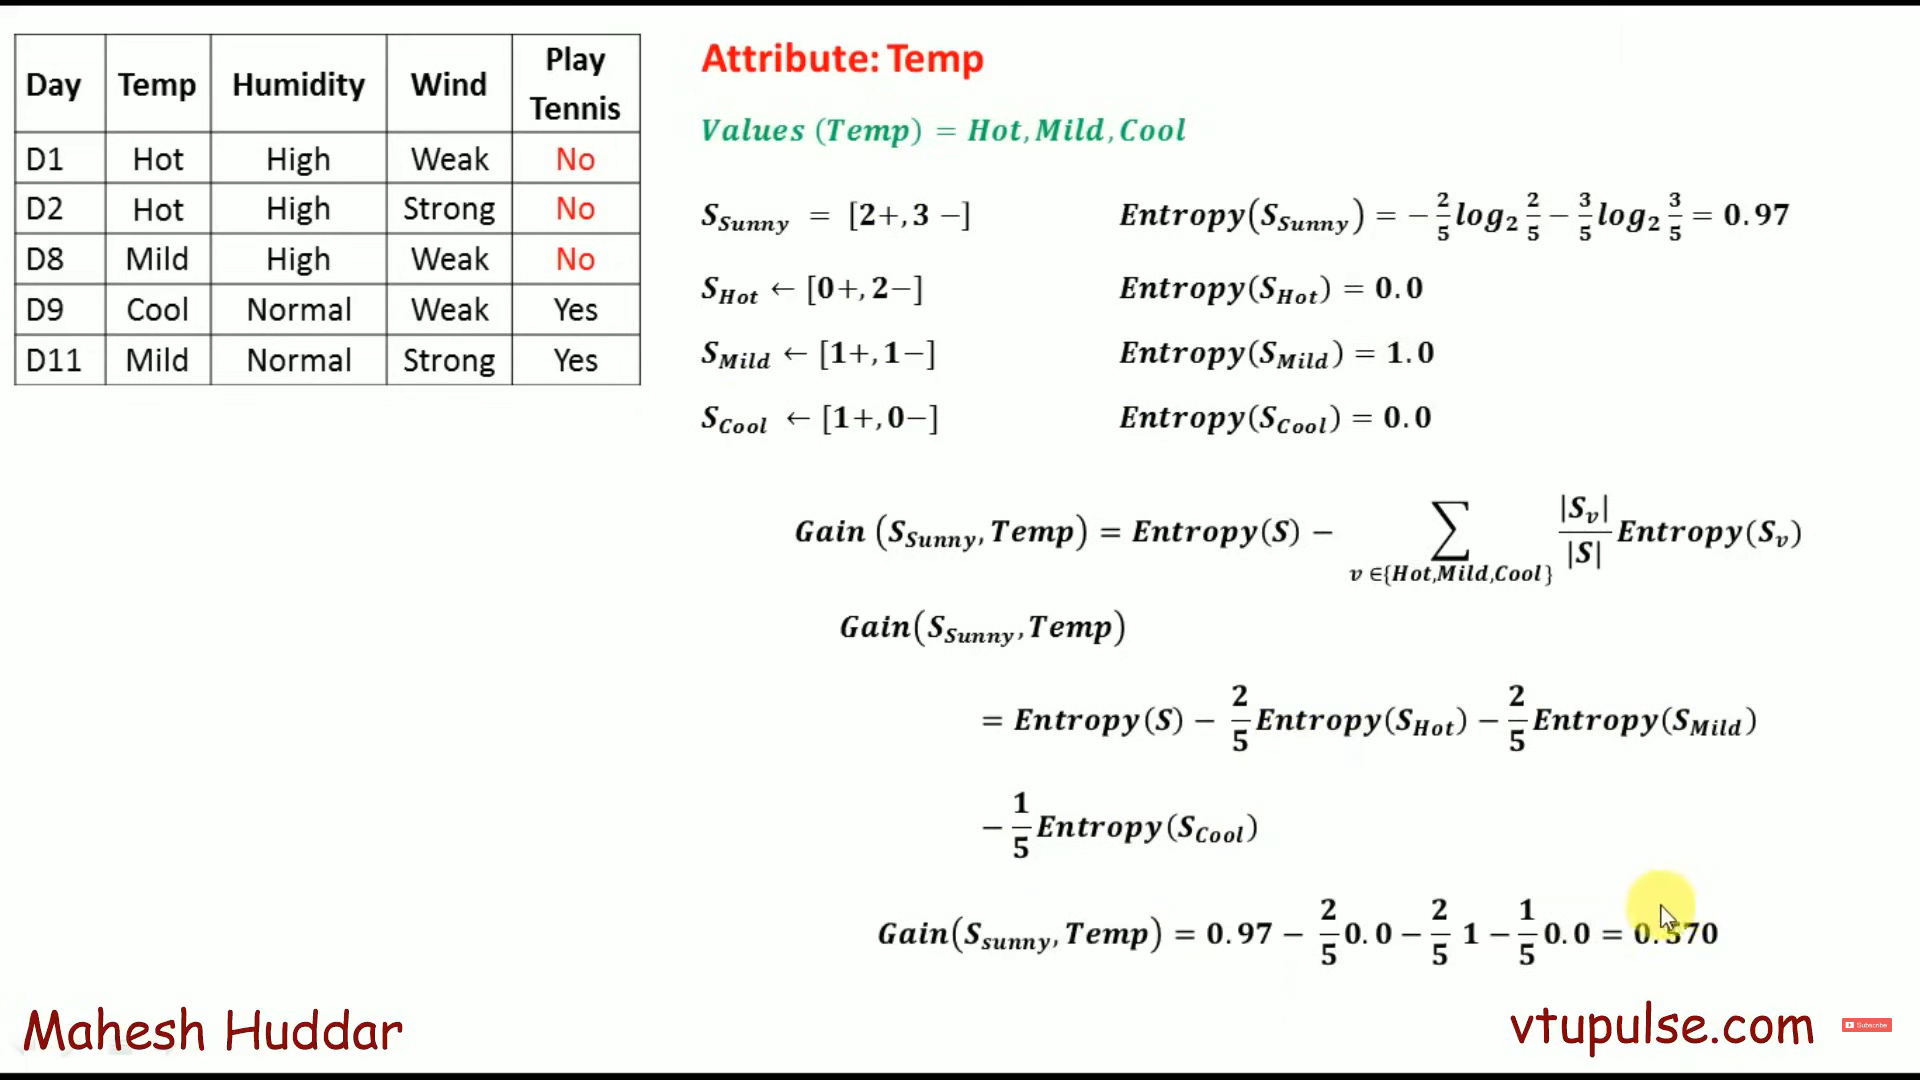 Day Temp Humidity Wind Play Tennis
D1 Hot High Weak No
D2 Hot High Strong No
D8 Mild High Weak No
D9 Cool Normal Weak Yes
D11 Mild Normal Strong Yes
Attribute: Temp
Values (Temp) = Hot, Mild, Cool
S_Sunny = [2+, 3 −] Entropy(S_Sunny) = −2/5 log₂ 2/5 − 3/5 log₂ 3/5 = 0.97
S_Hot ← [0+, 2−] Entropy(S_Hot) = 0.0
S_Mild ← [1+, 1−] Entropy(S_Mild) = 1.0
S_Cool ← [1+, 0−] Entropy(S_Cool) = 0.0
Gain (S_Sunny, Temp) = Entropy(S) − ∑ v ∈{Hot,Mild,Cool} |S_v|/|S| Entropy(S_v)
Gain(S_Sunny, Temp)
= Entropy(S) − 2/5 Entropy(S_Hot) − 2/5 Entropy(S_Mild)
− 1/5 Entropy(S_Cool)
Gain(S_sunny, Temp) = 0.97 − 2/5 0.0 − 2/5 1 − 1/5 0.0 = 0.570
Mahesh Huddar
vtupulse.com
Subscribe